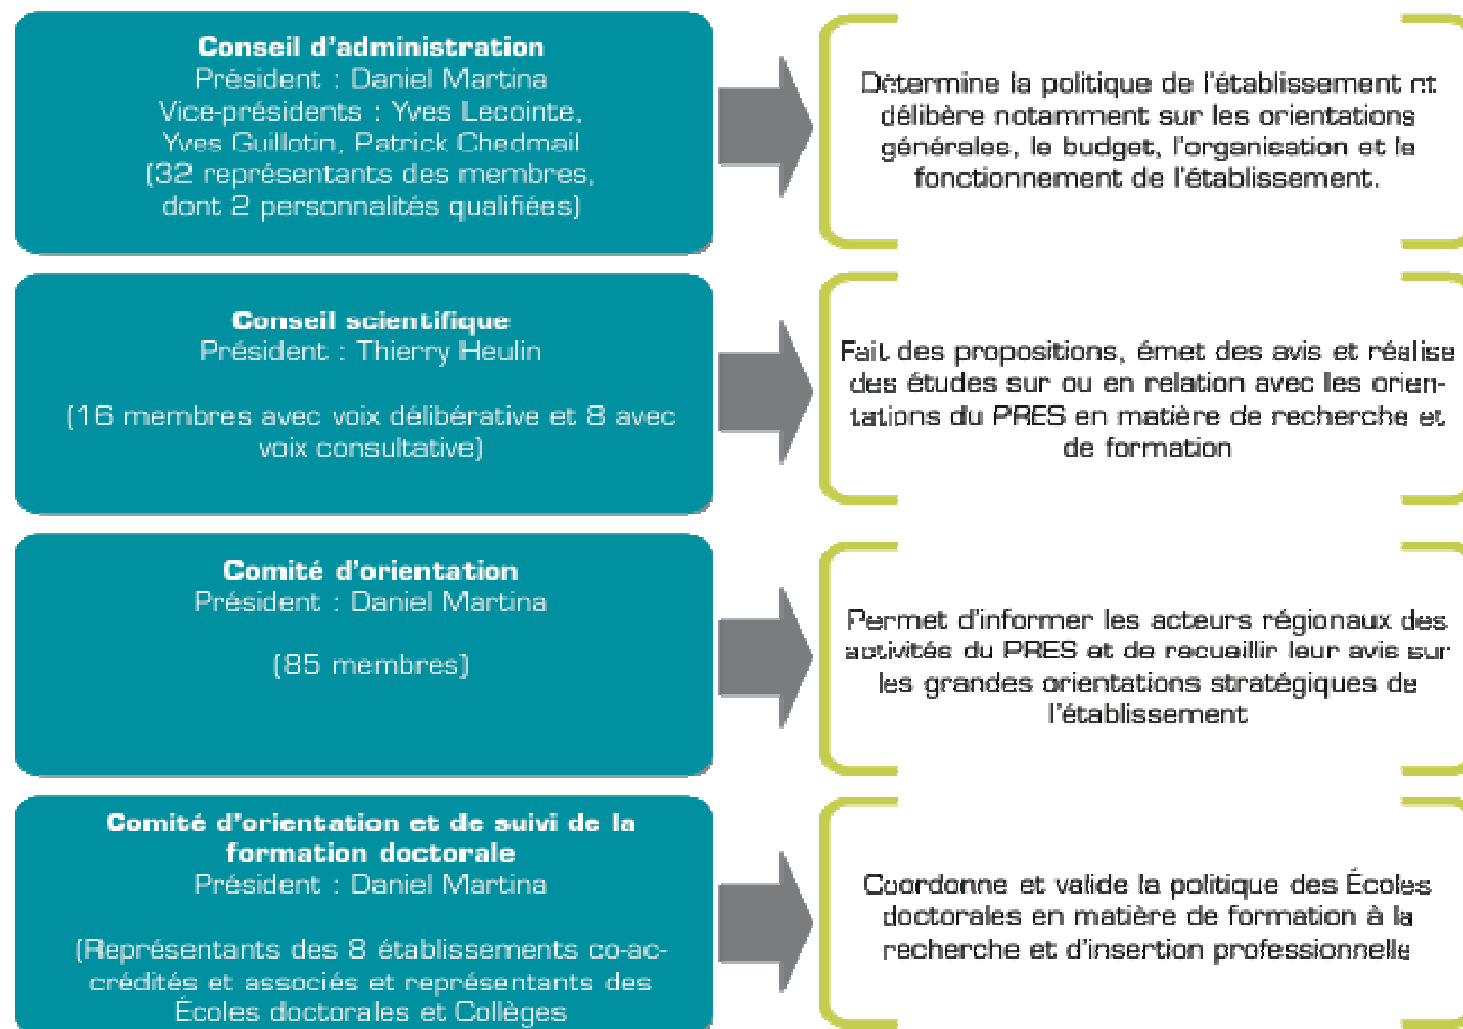 Conseil d'administration
Président : Daniel Martina
Vice-présidents : Yves Lecointe,
Yves Guillotin, Patrick Chedmail
(32 représentants des membres,
dont 2 personnalités qualifiées)
Détermine la politique de l'établissement et
délibère notamment sur les orientations
générales, le budget, l'organisation et le
fonctionnement de l'établissement.
Conseil scientifique
Président : Thierry Heulin
(16 membres avec voix délibérative et 8 avec
voix consultative)
Fait des propositions, émet des avis et réalise
des études sur ou en relation avec les orien-
tations du PRES en matière de recherche et
de formation
Comité d'orientation
Président : Daniel Martina
(85 membres)
Permet d'informer les acteurs régionaux des
activités du PRES et de recueillir leur avis sur
les grandes orientations stratégiques de
l'établissement
Comité d'orientation et de suivi de la
formation doctorale
Président : Daniel Martina
(Représentants des 8 établissements co-ac-
crédités et associés et représentants des
Écoles doctorales et Collèges
Coordonne et valide la politique des Écoles
doctorales en matière de formation à la
recherche et d'insertion professionnelle